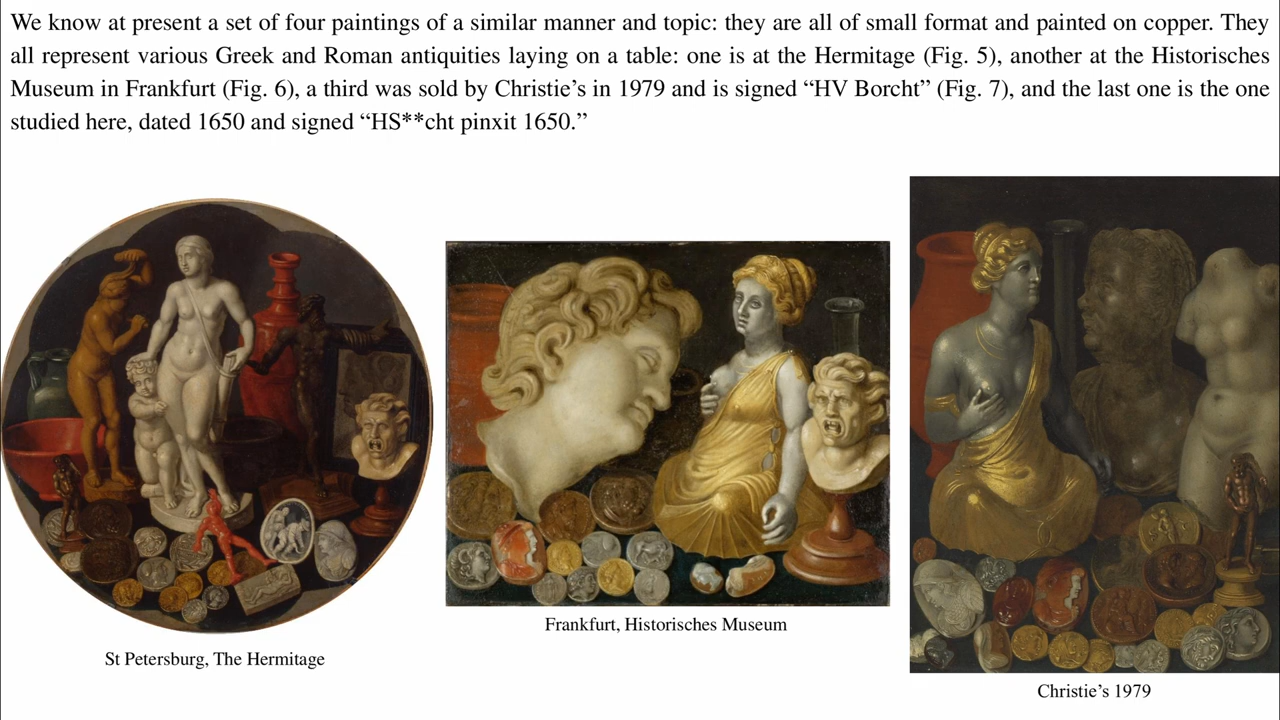 We know at present a set of four paintings of a similar manner and topic: they are all of small format and painted on copper. They
all represent various Greek and Roman antiquities laying on a table: one is at the Hermitage (Fig. 5), another at the Historisches
Museum in Frankfurt (Fig. 6), a third was sold by Christie’s in 1979 and is signed “HV Borcht” (Fig. 7), and the last one is the one
studied here, dated 1650 and signed “HS**cht pinxit 1650.”
Frankfurt, Historisches Museum
St Petersburg, The Hermitage
Christie’s 1979